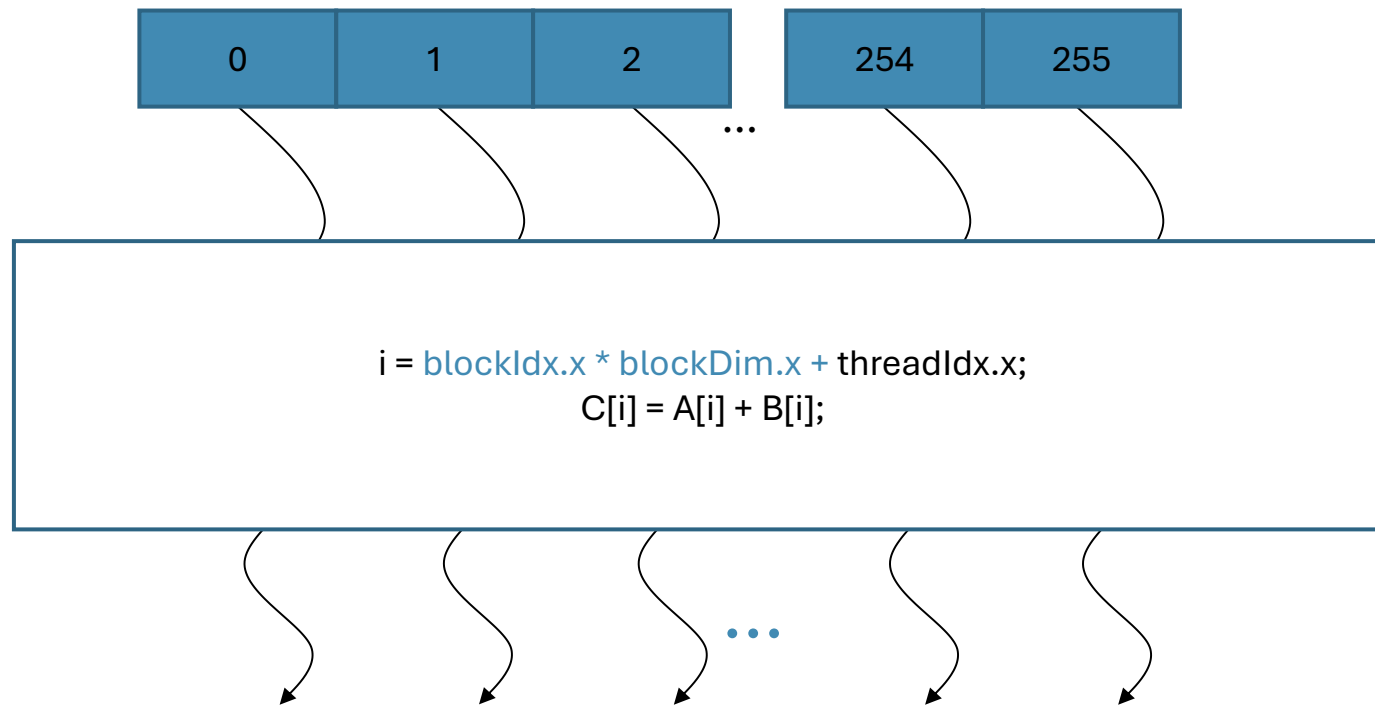 0 1 2 254 255
...
i = blockIdx.x * blockDim.x + threadIdx.x;
C[i] = A[i] + B[i];
...